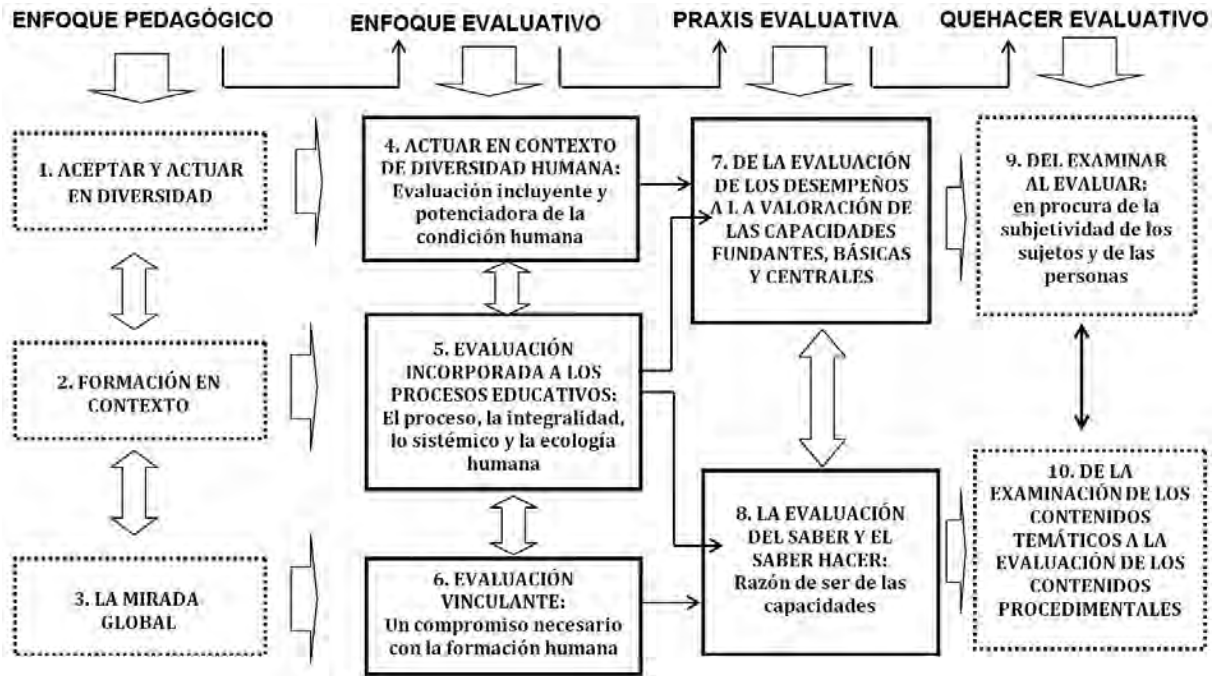 ENFOQUE PEDAGÓGICO
ENFOQUE EVALUATIVO
PRAXIS EVALUATIVA
QUEHACER EVALUATIVO
1. ACEPTAR Y ACTUAR
EN DIVERSIDAD
2. FORMACIÓN EN
CONTEXTO
3. LA MIRADA
GLOBAL
4. ACTUAR EN CONTEXTO
DE DIVERSIDAD HUMANA:
Evaluación incluyente y
potenciadora de la
condición humana
5. EVALUACIÓN
INCORPORADA A LOS
PROCESOS EDUCATIVOS:
El proceso, la integralidad,
lo sistémico y la ecología
humana
6. EVALUACIÓN
VINCULANTE:
Un compromiso necesario
con la formación humana
7. DE LA EVALUACIÓN
DE LOS DESEMPEÑOS
A LA VALORACIÓN DE
LAS CAPACIDADES
FUNDANTES, BÁSICAS
Y CENTRALES
8. LA EVALUACIÓN
DEL SABER Y EL
SABER HACER:
Razón de ser de las
capacidades
9. DEL EXAMINAR
AL EVALUAR:
en procura de la
subjetividad de los
sujetos y de las
personas
10. DE LA
EXAMINACIÓN DE LOS
CONTENIDOS
TEMÁTICOS A LA
EVALUACIÓN DE LOS
CONTENIDOS
PROCEDIMENTALES